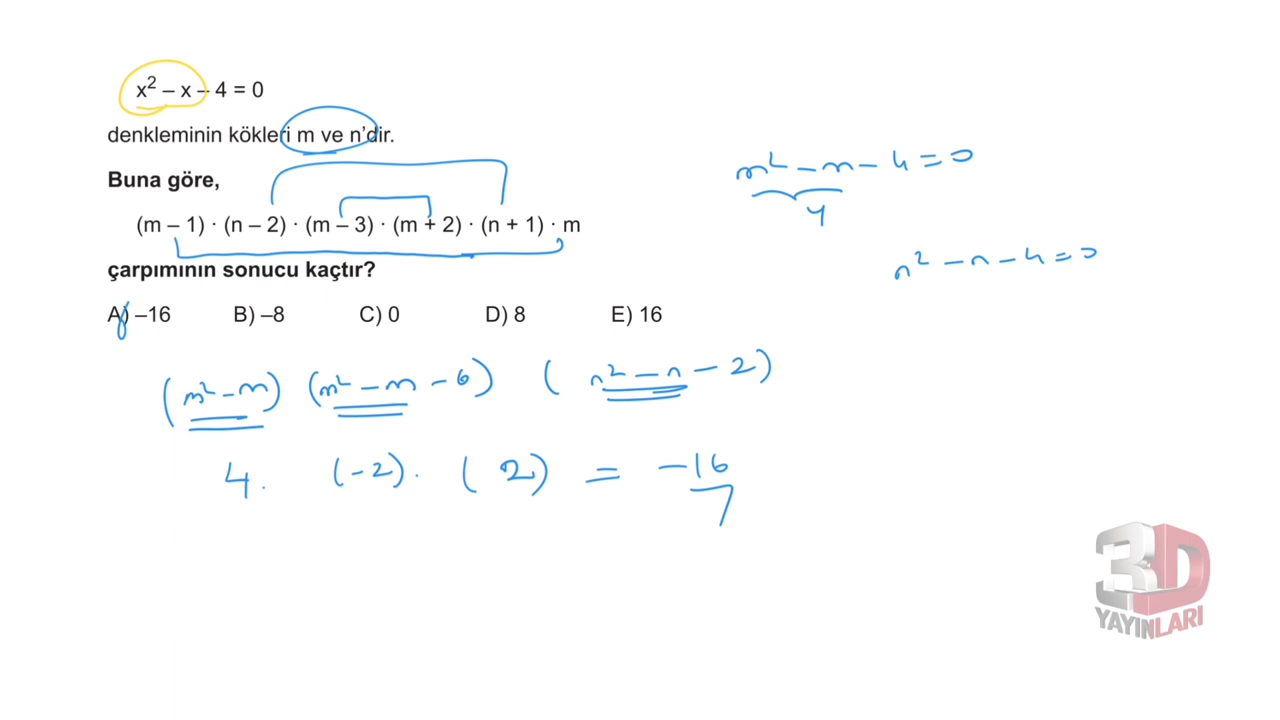 x² – x – 4 = 0
denkleminin kökleri m ve n'dir.
Buna göre,
(m – 1) · (n – 2) · (m – 3) · (m + 2) · (n + 1) · m
çarpımının sonucu kaçtır?
A) –16 B) –8 C) 0 D) 8 E) 16
m² – m – 4 = 0
4
n² – n – 4 = 0
(m² – m) (m² – m – 6) (n² – n – 2)
4. (–2). (2) = –16
3D
YAYINLARI